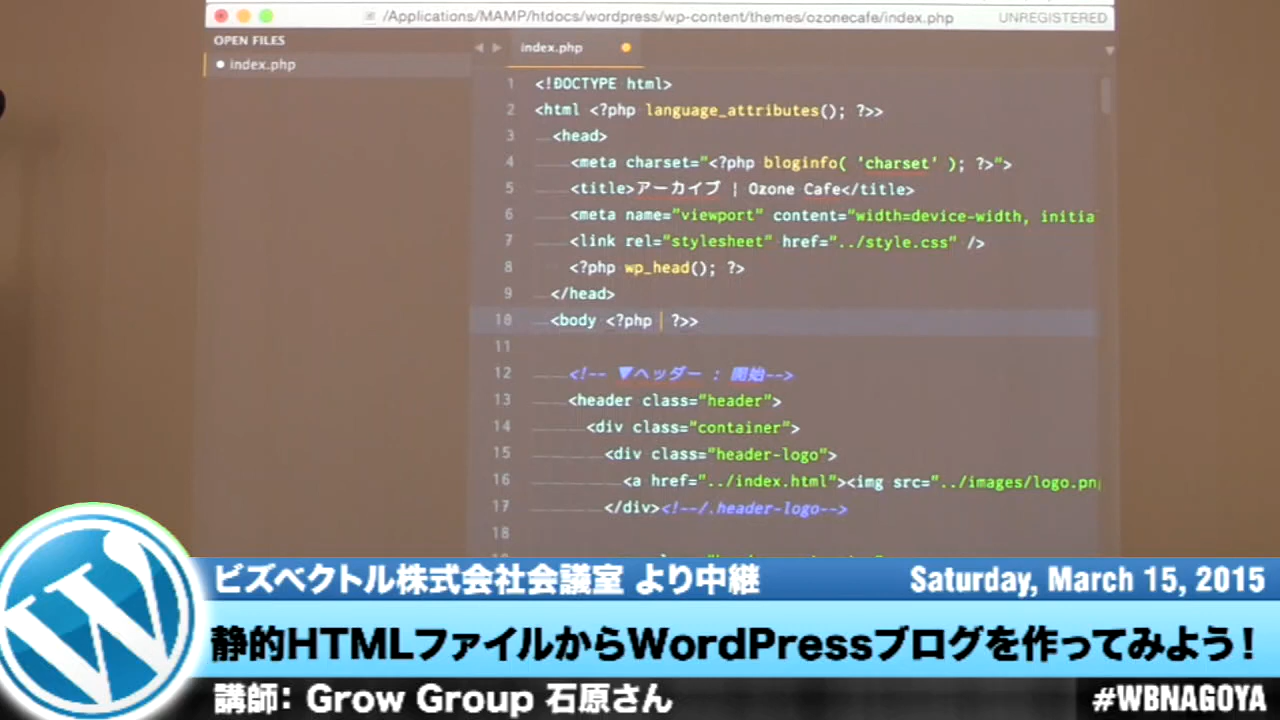 /Applications/MAMP/htdocs/wordpress/wp-content/themes/ozonecafe/index.php UNREGISTERED
OPEN FILES
index.php
index.php
1 <!DOCTYPE html>
2 <html <?php language_attributes(); ?>>
3 <head>
4 <meta charset="<?php bloginfo( 'charset' ); ?>">
5 <title>アーカイブ | Ozone Cafe</title>
6 <meta name="viewport" content="width=device-width, initia
7 <link rel="stylesheet" href="../style.css" />
8 <?php wp_head(); ?>
9 </head>
10 <body <?php ?>>
11
12 <!-- ▼ヘッダー : 開始-->
13 <header class="header">
14 <div class="container">
15 <div class="header-logo">
16 <a href="../index.html"><img src="../images/logo.pn
17 </div><!--/.header-logo-->
18
ビズベクトル株式会社会議室 より中継 Saturday, March 15, 2015
静的HTMLファイルからWordPressブログを作ってみよう!
講師: Grow Group 石原さん #WBNAGOYA